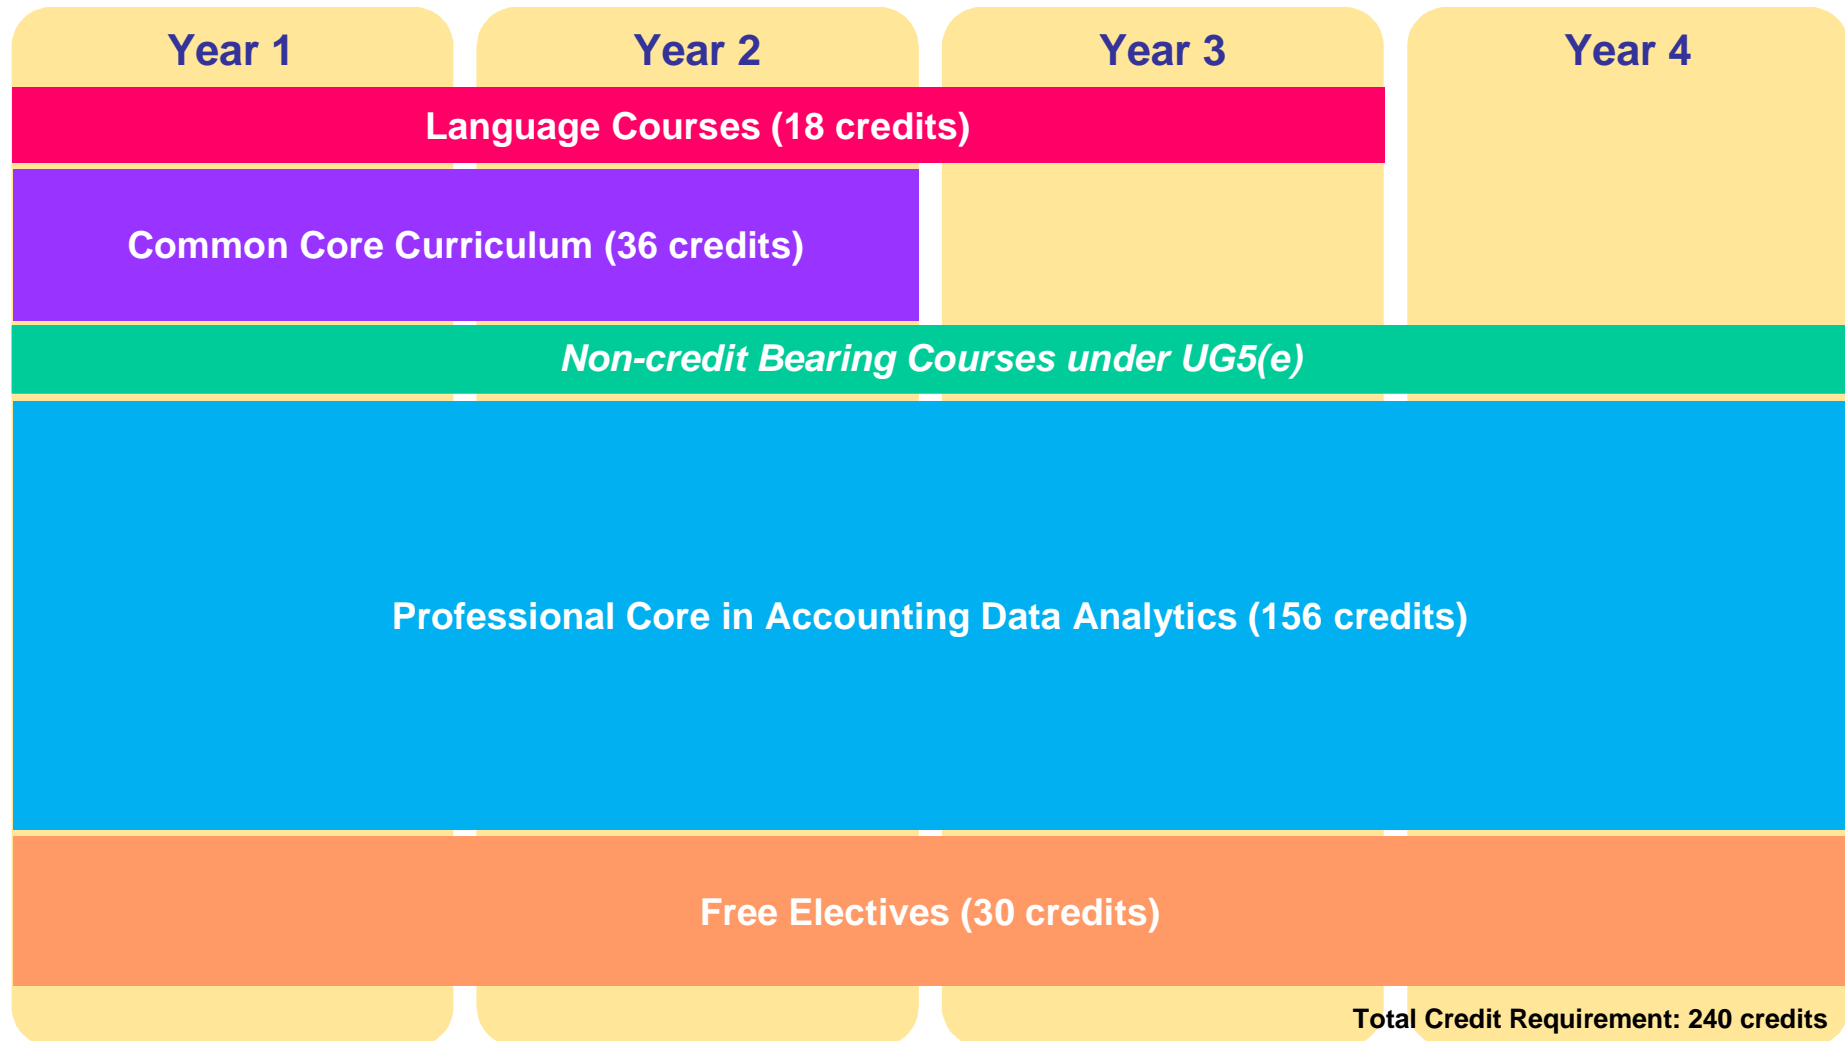 Year 1
Year 2
Year 3
Year 4
Language Courses (18 credits)
Common Core Curriculum (36 credits)
Non-credit Bearing Courses under UG5(e)
Professional Core in Accounting Data Analytics (156 credits)
Free Electives (30 credits)
Total Credit Requirement: 240 credits